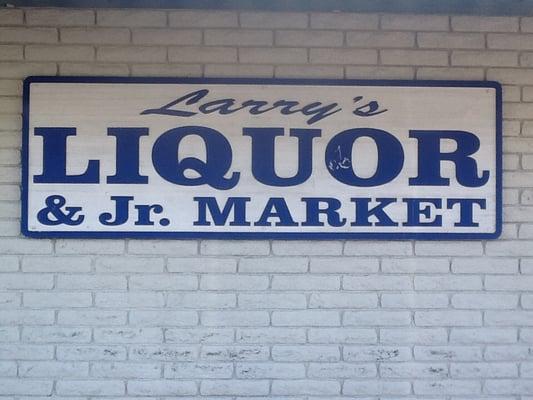 Larry's
LIQUOR
& Jr. MARKET